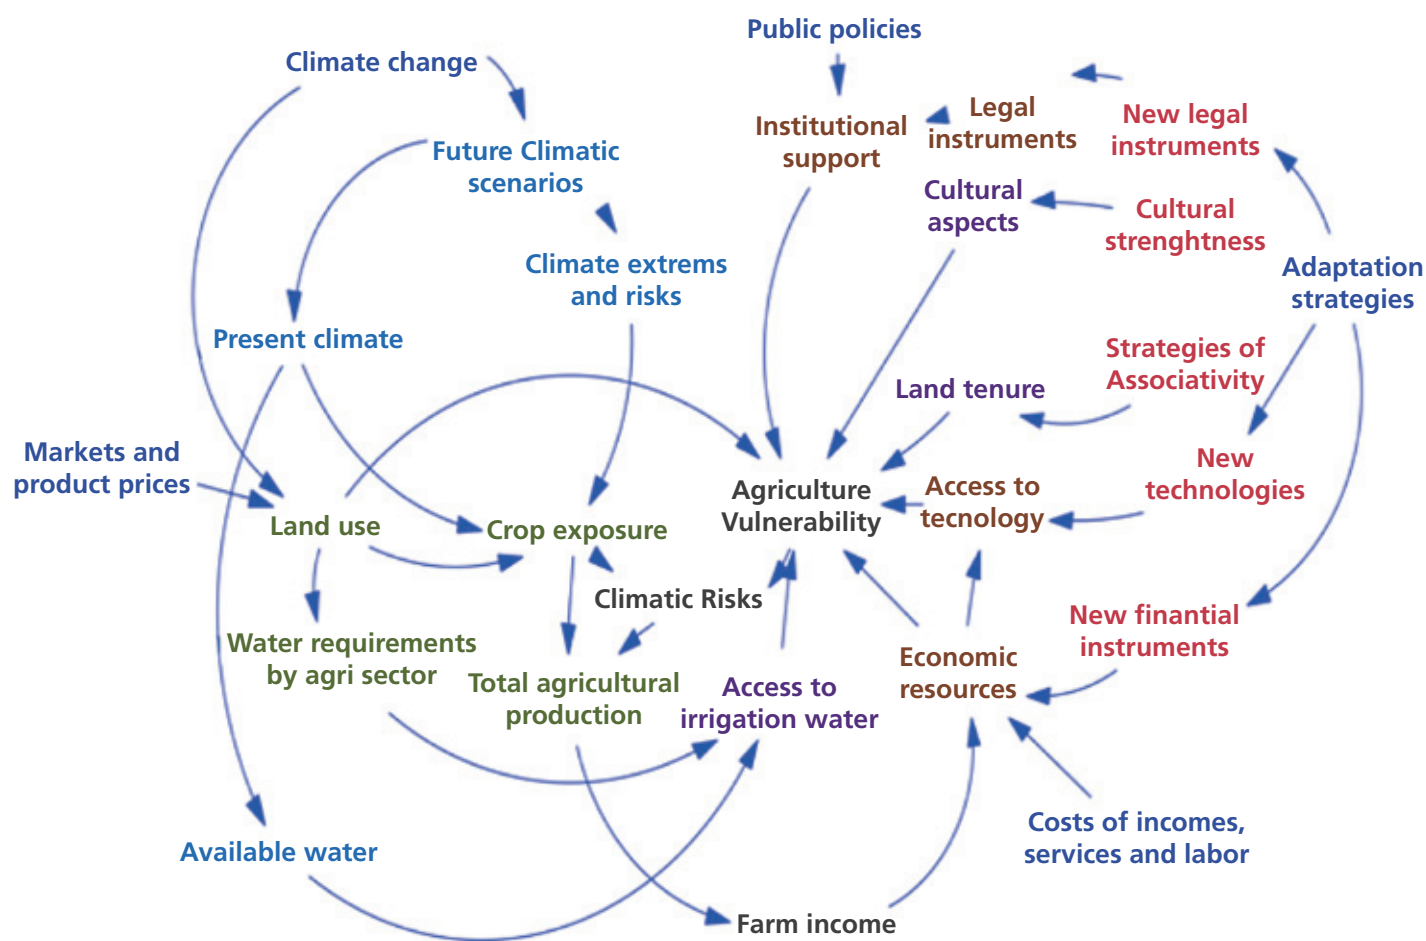 Public policies
Climate change
Legal
instruments
New legal
instruments
Institutional
support
Future Climatic
scenarios
Cultural
aspects
Cultural
strenghtness
Climate extrems
and risks
Adaptation
strategies
Present climate
Strategies of
Associativity
Land tenure
Markets and
product prices
New
technologies
Agriculture
Vulnerability
Access to
tecnology
Land use
Crop exposure
Climatic Risks
New finantial
instruments
Water requirements
by agri sector
Economic
resources
Total agricultural
production
Access to
irrigation water
Costs of incomes,
services and labor
Available water
Farm income